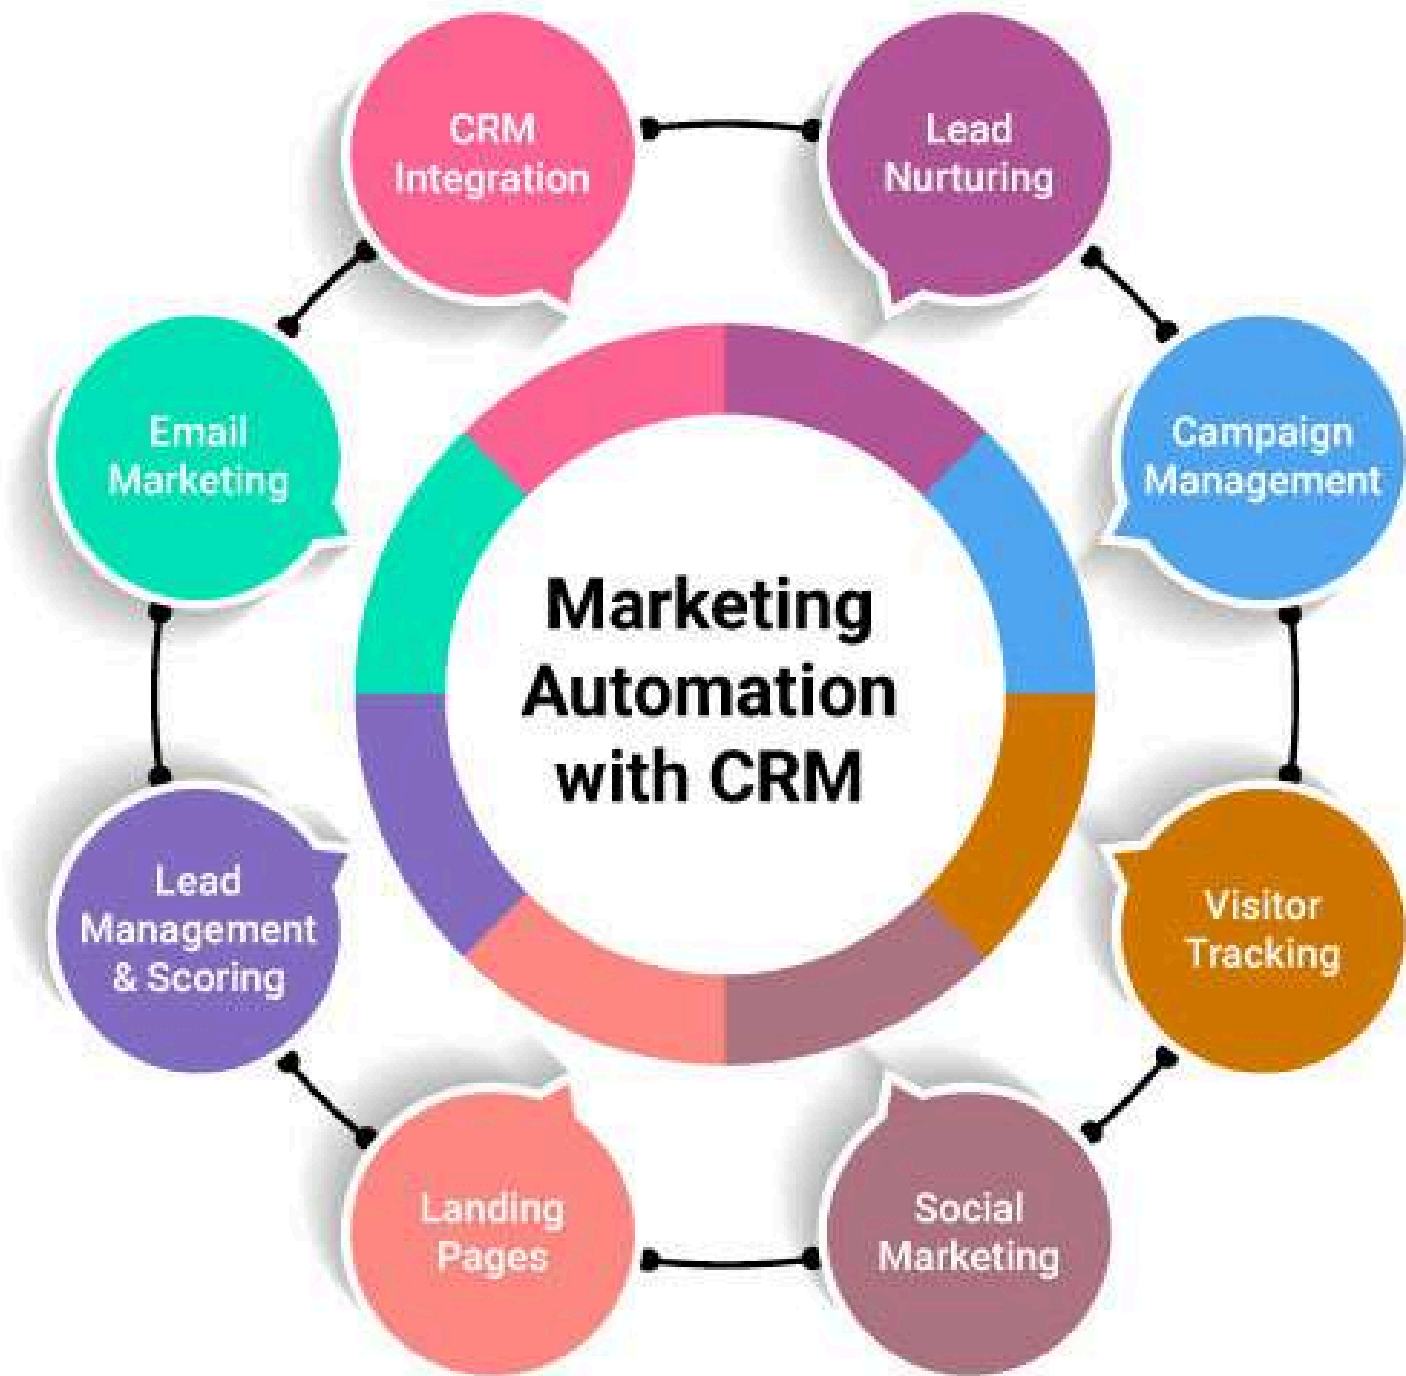 CRM
Integration
Lead
Nurturing
Email
Marketing
Campaign
Management
Marketing
Automation
with CRM
Lead
Management
& Scoring
Visitor
Tracking
Landing
Pages
Social
Marketing